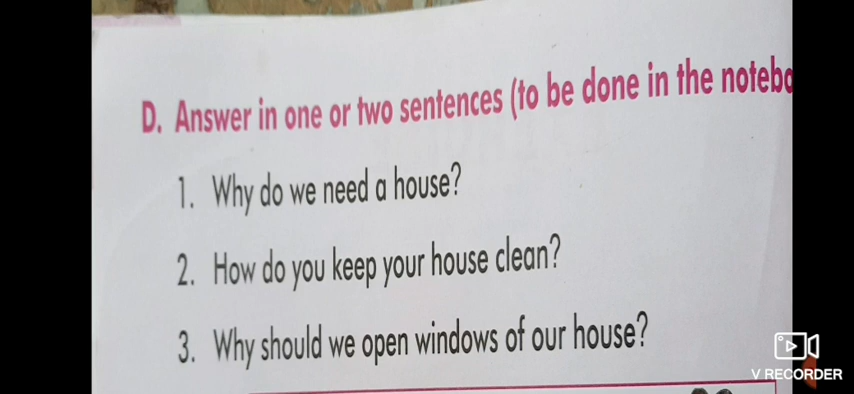 D. Answer in one or two sentences (to be done in the
1. Why do we need a house?
2. How do you keep your house clean?
3. Why should we open windows of our house?
V RECORDER